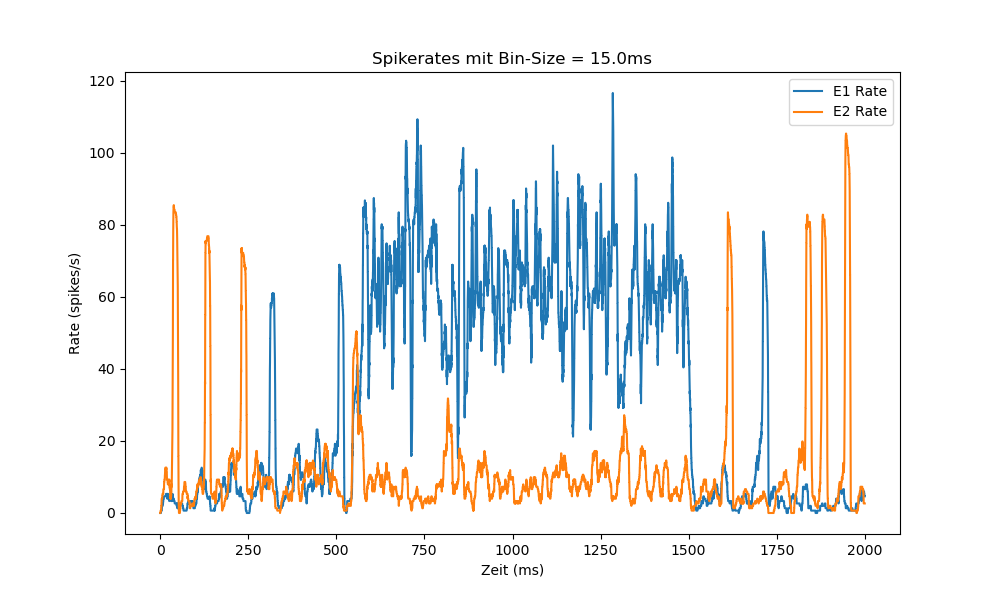 Spikerates mit Bin-Size = 15.0ms
E1 Rate
E2 Rate
Rate (spikes/s)
120
100
80
60
40
20
0
0 250 500 750 1000 1250 1500 1750 2000
Zeit (ms)